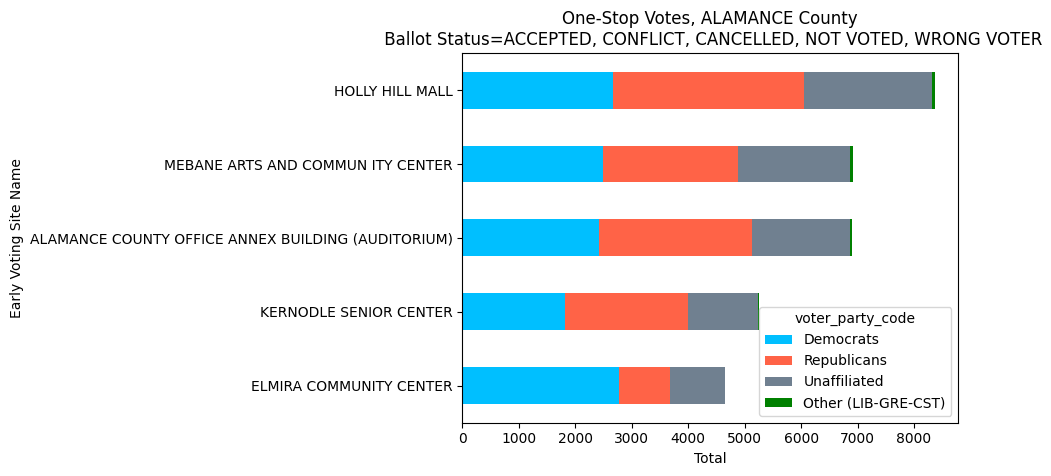 One-Stop Votes, ALAMANCE County
Ballot Status=ACCEPTED, CONFLICT, CANCELLED, NOT VOTED, WRONG VOTER
Early Voting Site Name
HOLLY HILL MALL
MEBANE ARTS AND COMMUN ITY CENTER
ALAMANCE COUNTY OFFICE ANNEX BUILDING (AUDITORIUM)
KERNODLE SENIOR CENTER
ELMIRA COMMUNITY CENTER
voter_party_code
Democrats
Republicans
Unaffiliated
Other (LIB-GRE-CST)
0 1000 2000 3000 4000 5000 6000 7000 8000
Total